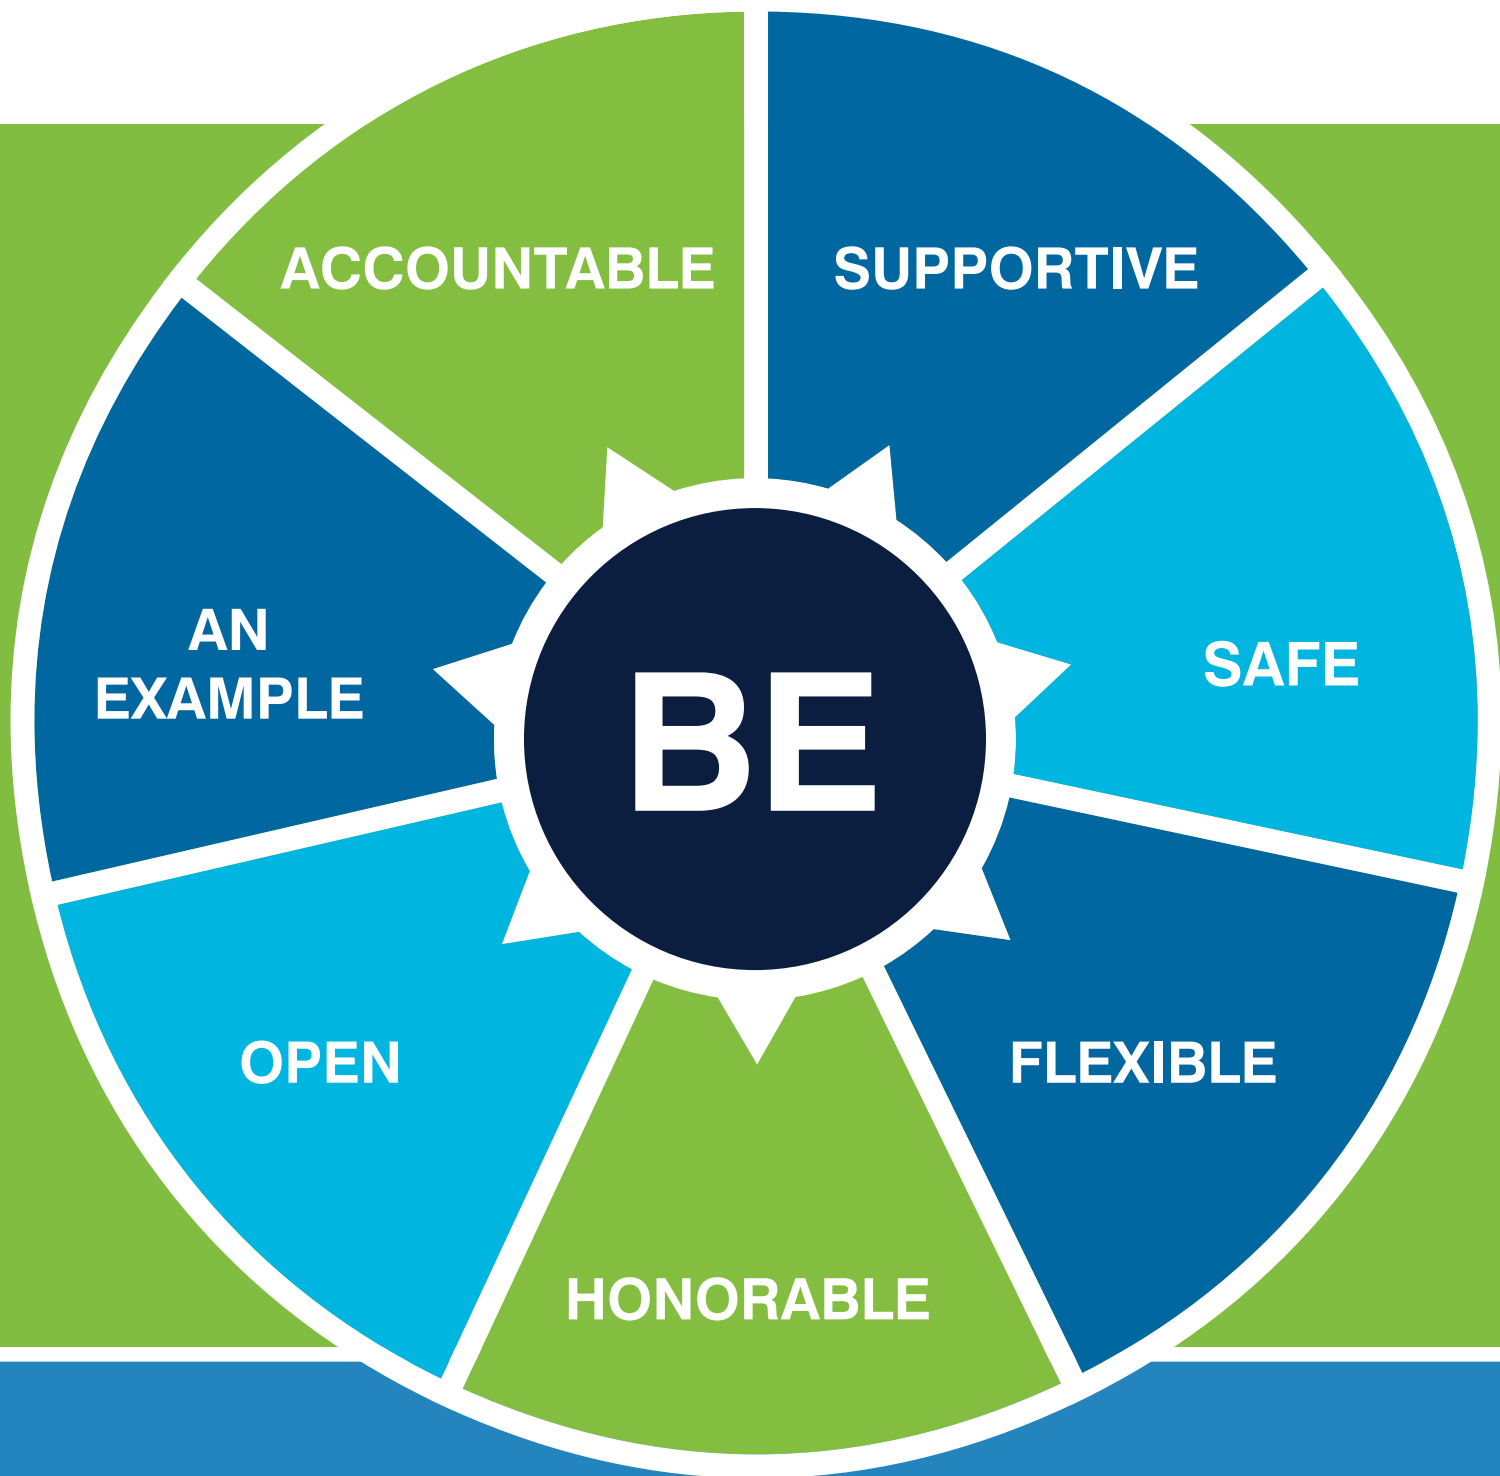 ACCOUNTABLE
SUPPORTIVE
AN
EXAMPLE
BE
SAFE
OPEN
FLEXIBLE
HONORABLE